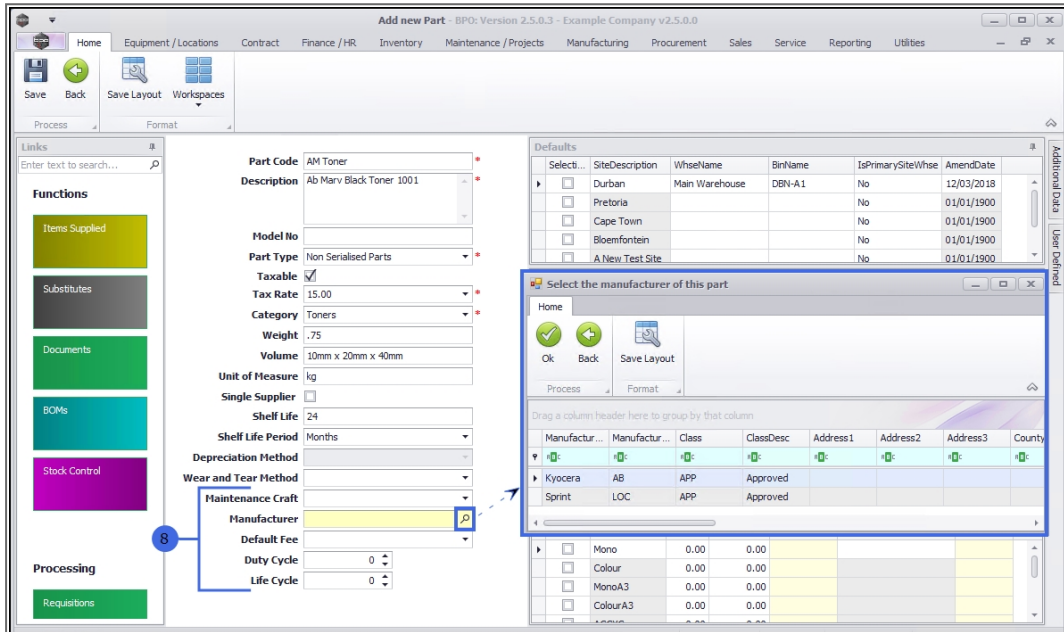 Add new Part - BPO: Version 2.5.0.3 - Example Company v2.5.0.0
Home Equipment / Locations Contract Finance / HR Inventory Maintenance / Projects Manufacturing Procurement Sales Service Reporting Utilities
Save Back Save Layout Workspaces
Process Format
Links
Enter text to search...
Functions
Items Supplied
Substitutes
Documents
BOMs
Stock Control
Processing
Requisitions
Part Code AM Toner *
Description Ab Marv Black Toner 1001 *
Model No
Part Type Non Serialised Parts *
Taxable
Tax Rate 15.00 *
Category Toners *
Weight .75
Volume 10mm x 20mm x 40mm
Unit of Measure kg
Single Supplier
Shelf Life 24
Shelf Life Period Months
Depreciation Method
Wear and Tear Method
Maintenance Craft
Manufacturer
8
Default Fee
Duty Cycle 0
Life Cycle 0
Defaults
Selecti... SiteDescription WhseName BinName IsPrimarySiteWhse AmendDate
Durban Main Warehouse DBN-A1 No 12/03/2018
Pretoria No 01/01/1900
Cape Town No 01/01/1900
Bloemfontein No 01/01/1900
A New Test Site No 01/01/1900
Additional Data
User Defined
Select the manufacturer of this part
Home
Ok Back Save Layout
Process Format
Drag a column header here to group by that column
Manufactur... Manufactur... Class ClassDesc Address1 Address2 Address3 County
Kyocera AB APP Approved
Sprint LOC APP Approved
Mono 0.00 0.00
Colour 0.00 0.00
MonoA3 0.00 0.00
ColourA3 0.00 0.00